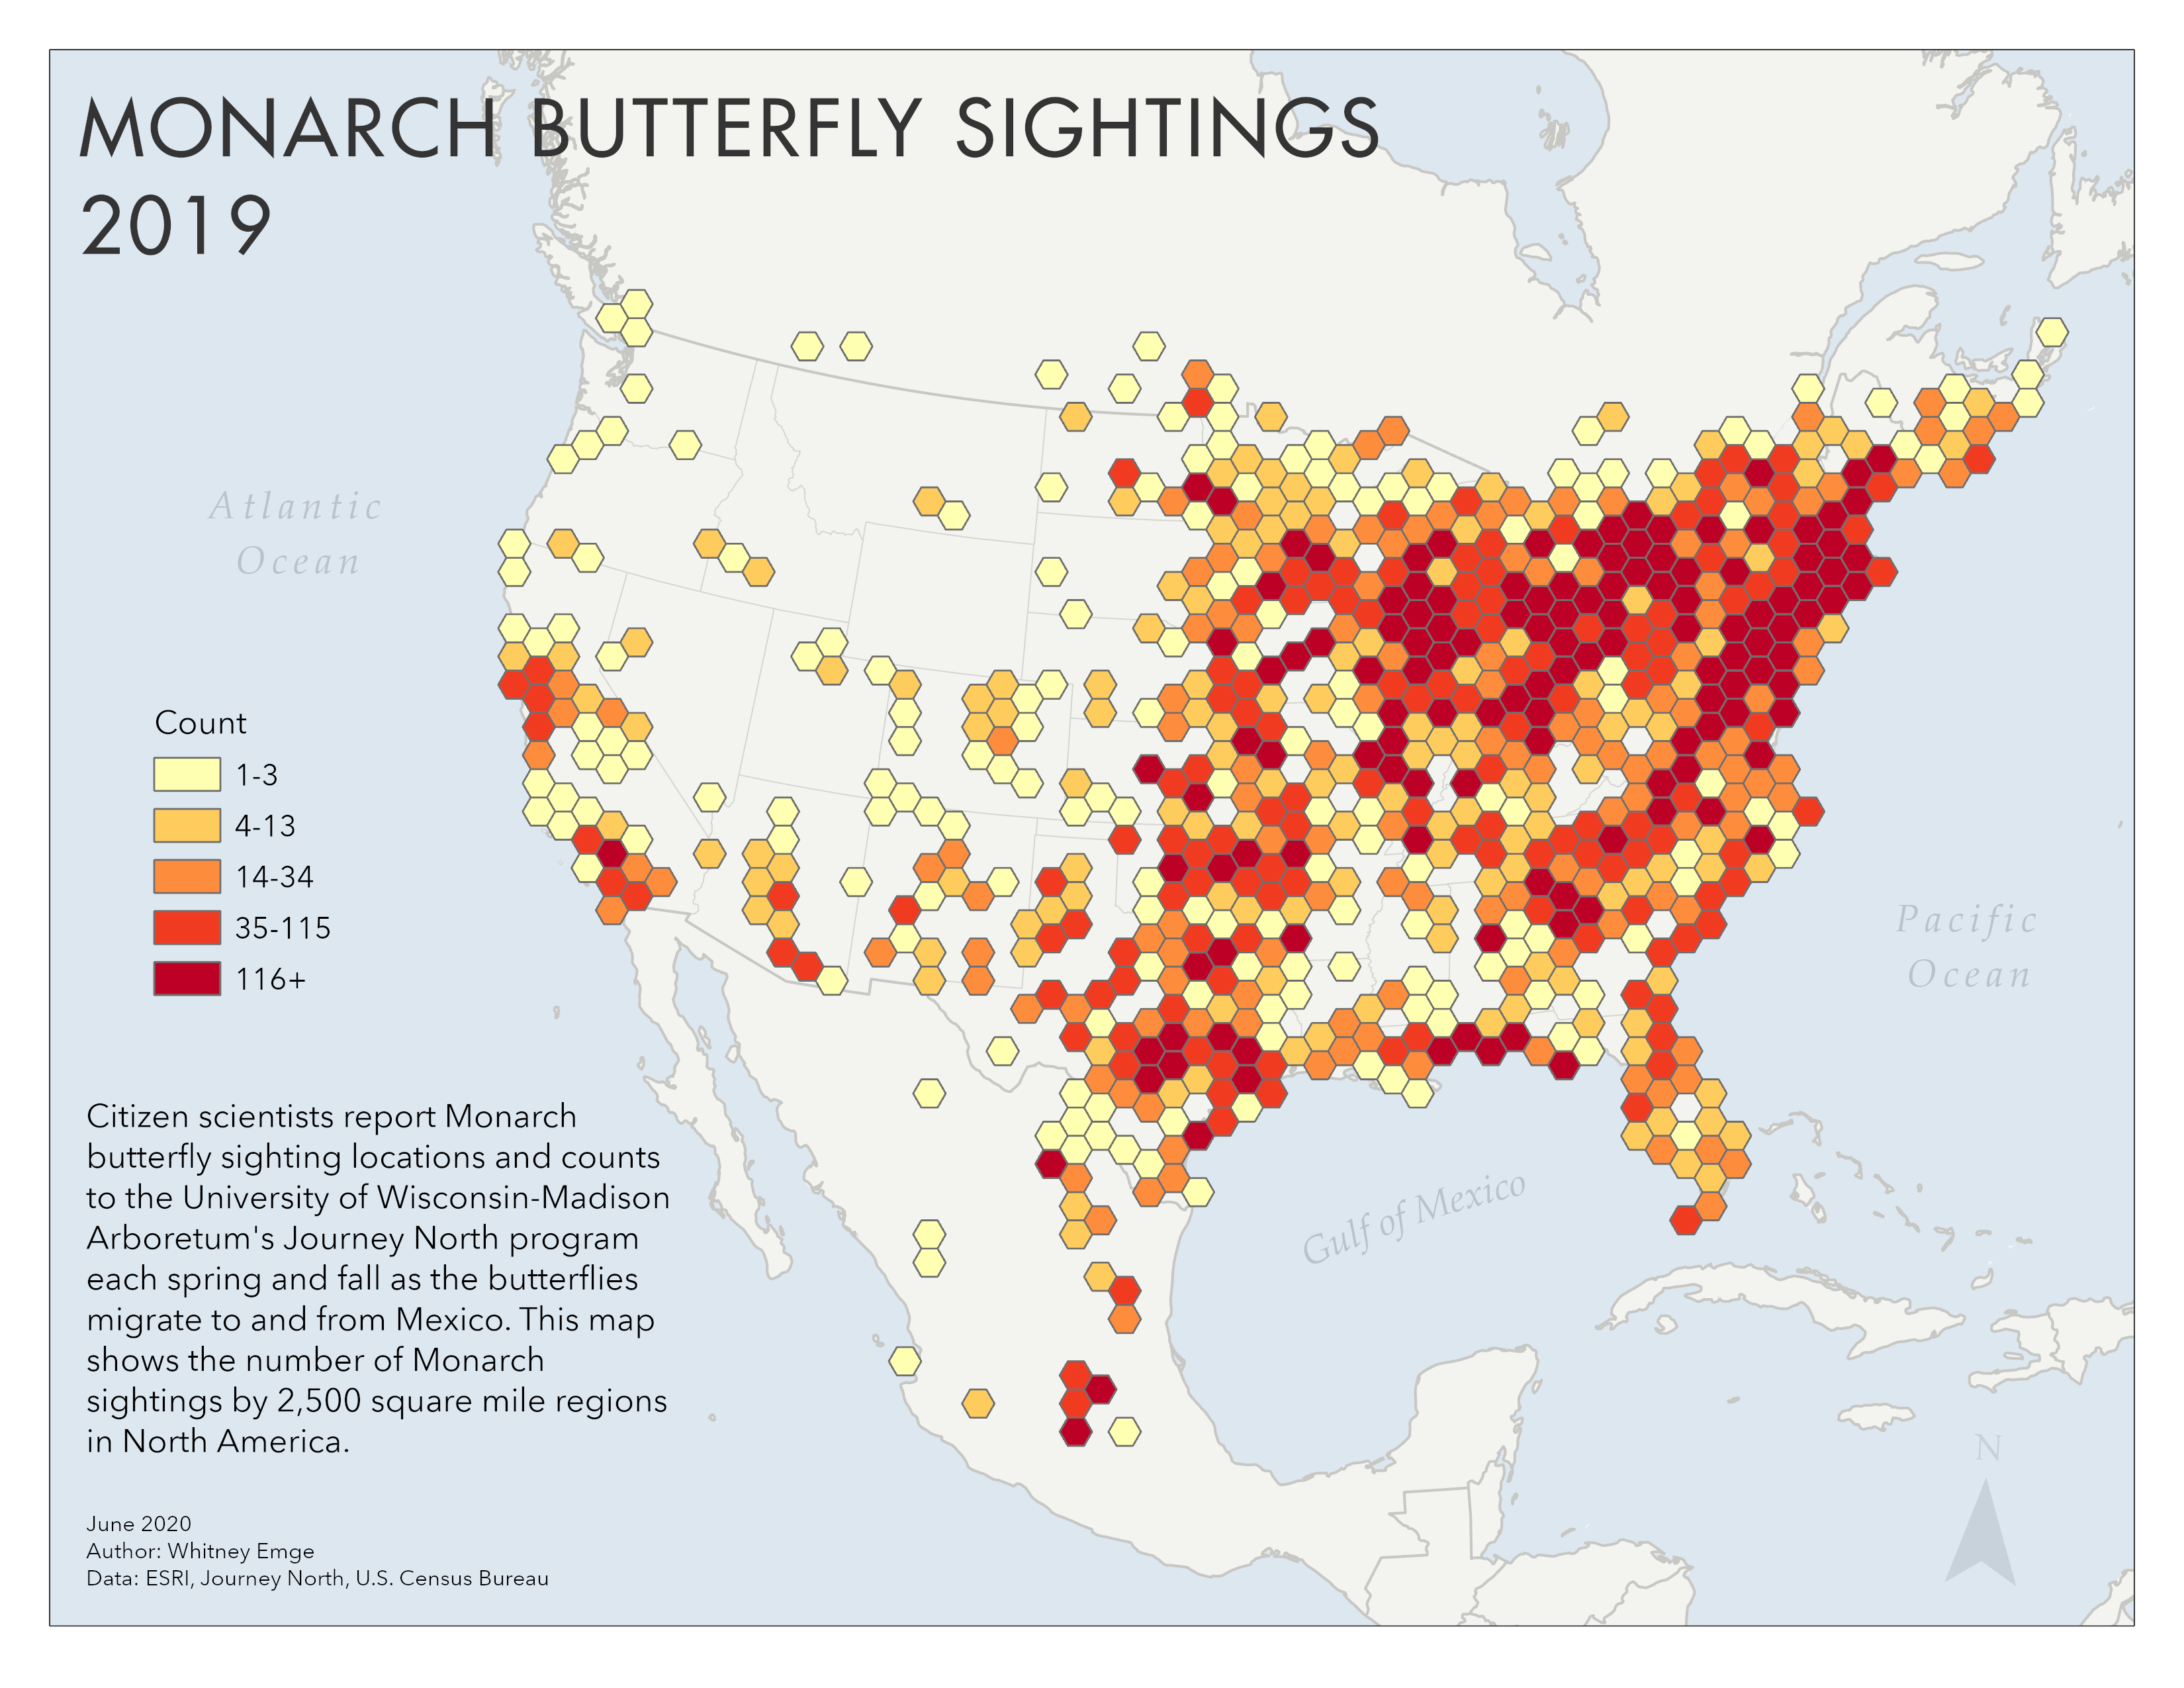 MONARCH BUTTERFLY SIGHTINGS
2019
Atlantic
Ocean
Count
1-3
4-13
14-34
35-115
116+
Pacific
Ocean
Gulf of Mexico
Citizen scientists report Monarch
butterfly sighting locations and counts
to the University of Wisconsin-Madison
Arboretum's Journey North program
each spring and fall as the butterflies
migrate to and from Mexico. This map
shows the number of Monarch
sightings by 2,500 square mile regions
in North America.
N
June 2020
Author: Whitney Emge
Data: ESRI, Journey North, U.S. Census Bureau